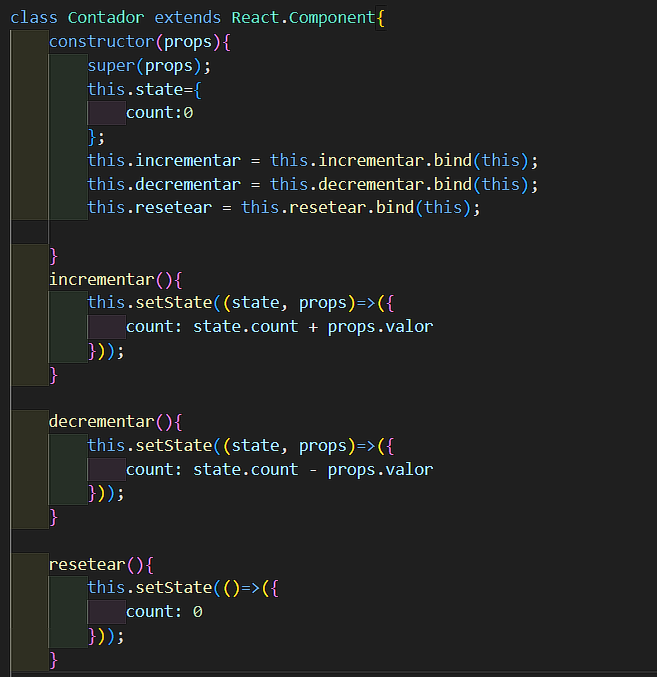 class Contador extends React.Component{
    constructor(props){
        super(props);
        this.state={
            count:0
        };
        this.incrementar = this.incrementar.bind(this);
        this.decrementar = this.decrementar.bind(this);
        this.resetear = this.resetear.bind(this);

    }
    incrementar(){
        this.setState((state, props)=>({
            count: state.count + props.valor
        }));
    }

    decrementar(){
        this.setState((state, props)=>({
            count: state.count - props.valor
        }));
    }

    resetear(){
        this.setState(()=>({
            count: 0
        }));
    }